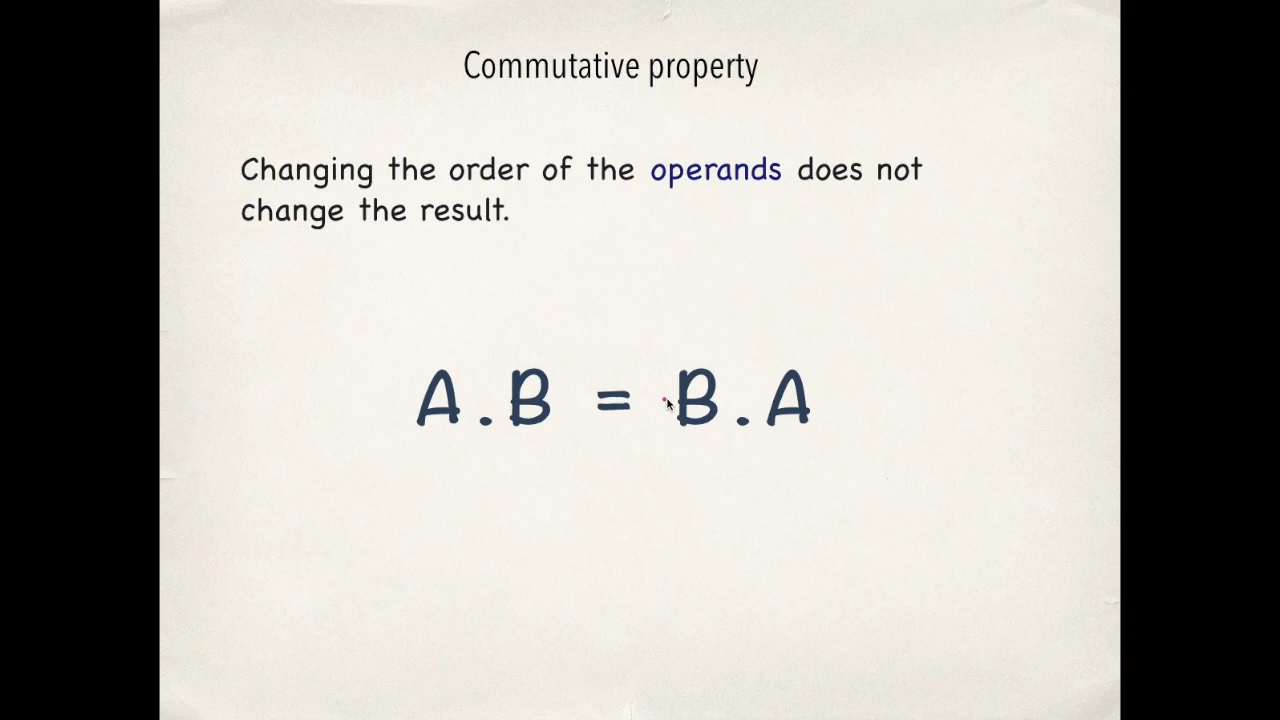 Commutative property
Changing the order of the operands does not
change the result.
A.B = B.A